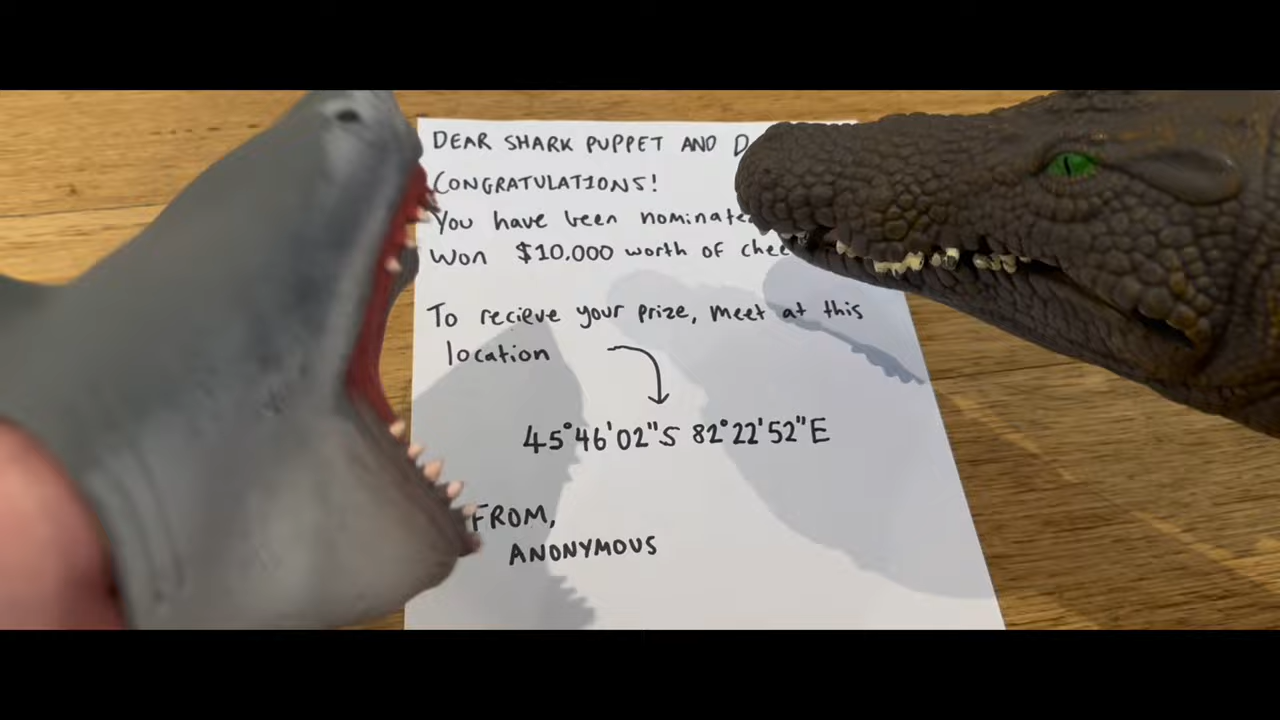 DEAR SHARK PUPPET AND D
CONGRATULATIONS!
You have been nominate
Won $10,000 worth of chee
To recieve your prize, meet at this
location
45°46'02"S 82°22'52"E
FROM,
ANONYMOUS